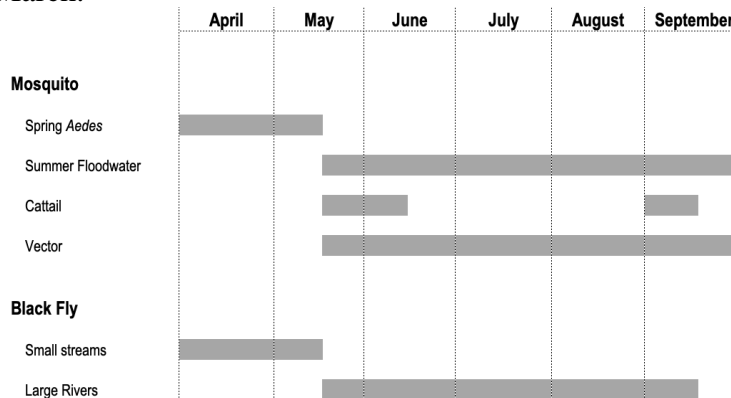 April May June July August September
Mosquito
Spring Aedes
Summer Floodwater
Cattail
Vector
Black Fly
Small streams
Large Rivers